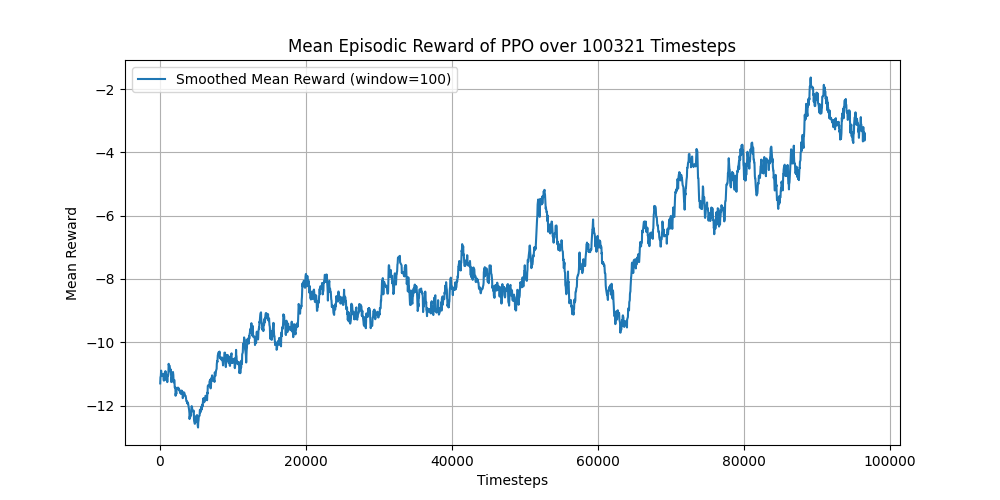 Mean Episodic Reward of PPO over 100321 Timesteps
Smoothed Mean Reward (window=100)
Mean Reward
−2
−4
−6
−8
−10
−12
0 20000 40000 60000 80000 100000
Timesteps